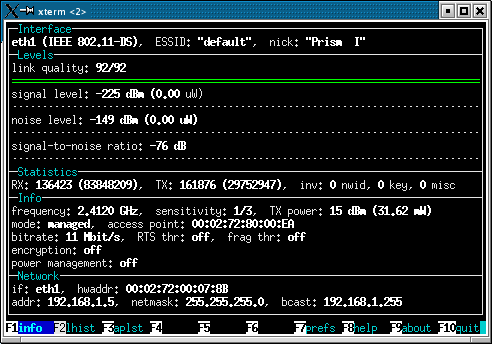 xterm <2>
Interface
eth1 (IEEE 802.11-DS), ESSID: "default", nick: "Prism  I"
Levels
link quality: 92/92
signal level: -225 dBm (0.00 uW)
noise level: -149 dBm (0.00 uW)
signal-to-noise ratio: -76 dB
Statistics
RX: 136423 (83848209), TX: 161876 (29752947), inv: 0 nwid, 0 key, 0 misc
Info
frequency: 2.4120 GHz, sensitivity: 1/3, TX power: 15 dBm (31.62 mW)
mode: managed, access point: 00:02:72:80:00:EA
bitrate: 11 Mbit/s, RTS thr: off, frag thr: off
encryption: off
power management: off
Network
if: eth1, hwaddr: 00:02:72:00:07:8B
addr: 192.168.1.5, netmask: 255.255.255.0, bcast: 192.168.1.255
F1info F2lhist F3aplst F4 F5 F6 F7prefs F8help F9about F10quit